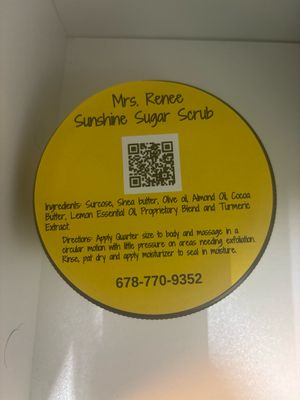 Mrs. Renee
Sunshine Sugar Scrub
Ingredients: Surcose, Shea butter, Olive oil, Almond Oil, Cocoa
Butter, Lemon Essential Oil, Proprietary Blend and Turmeric
Extract.
Directions: Apply Quarter size to body and massage in a
circular motion with little pressure on areas needing exfoliation.
Rinse, pat dry and apply moisturizer to seal in moisture.
678-770-9352